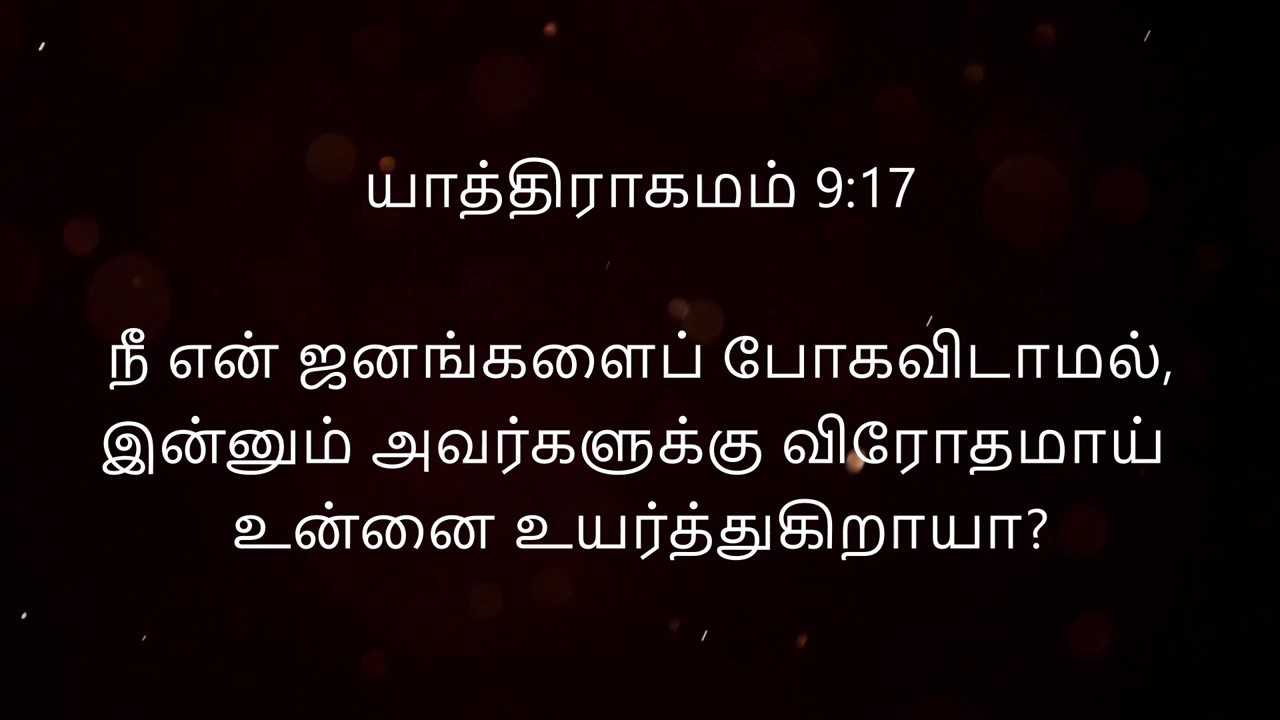 யாத்திராகமம் 9:17
நீ என் ஜனங்களைப் போகவிடாமல்,
இன்னும் அவர்களுக்கு விரோதமாய்
உன்னை உயர்த்துகிறாயா?